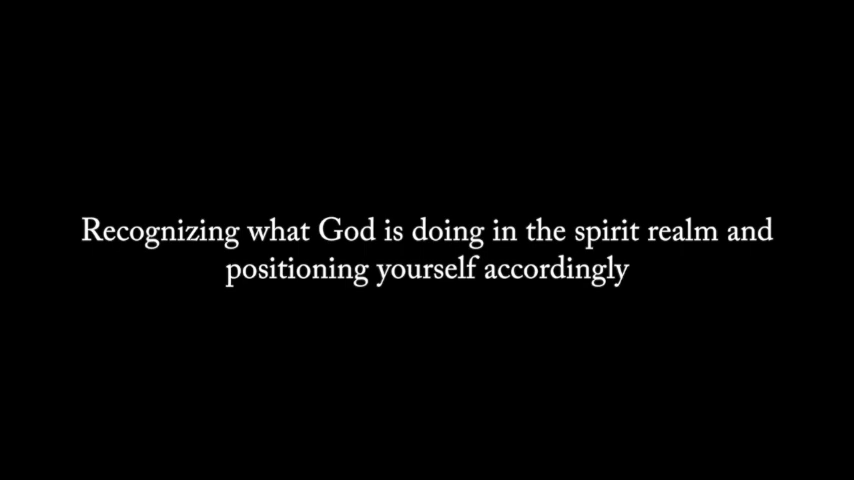 Recognizing what God is doing in the spirit realm and
positioning yourself accordingly